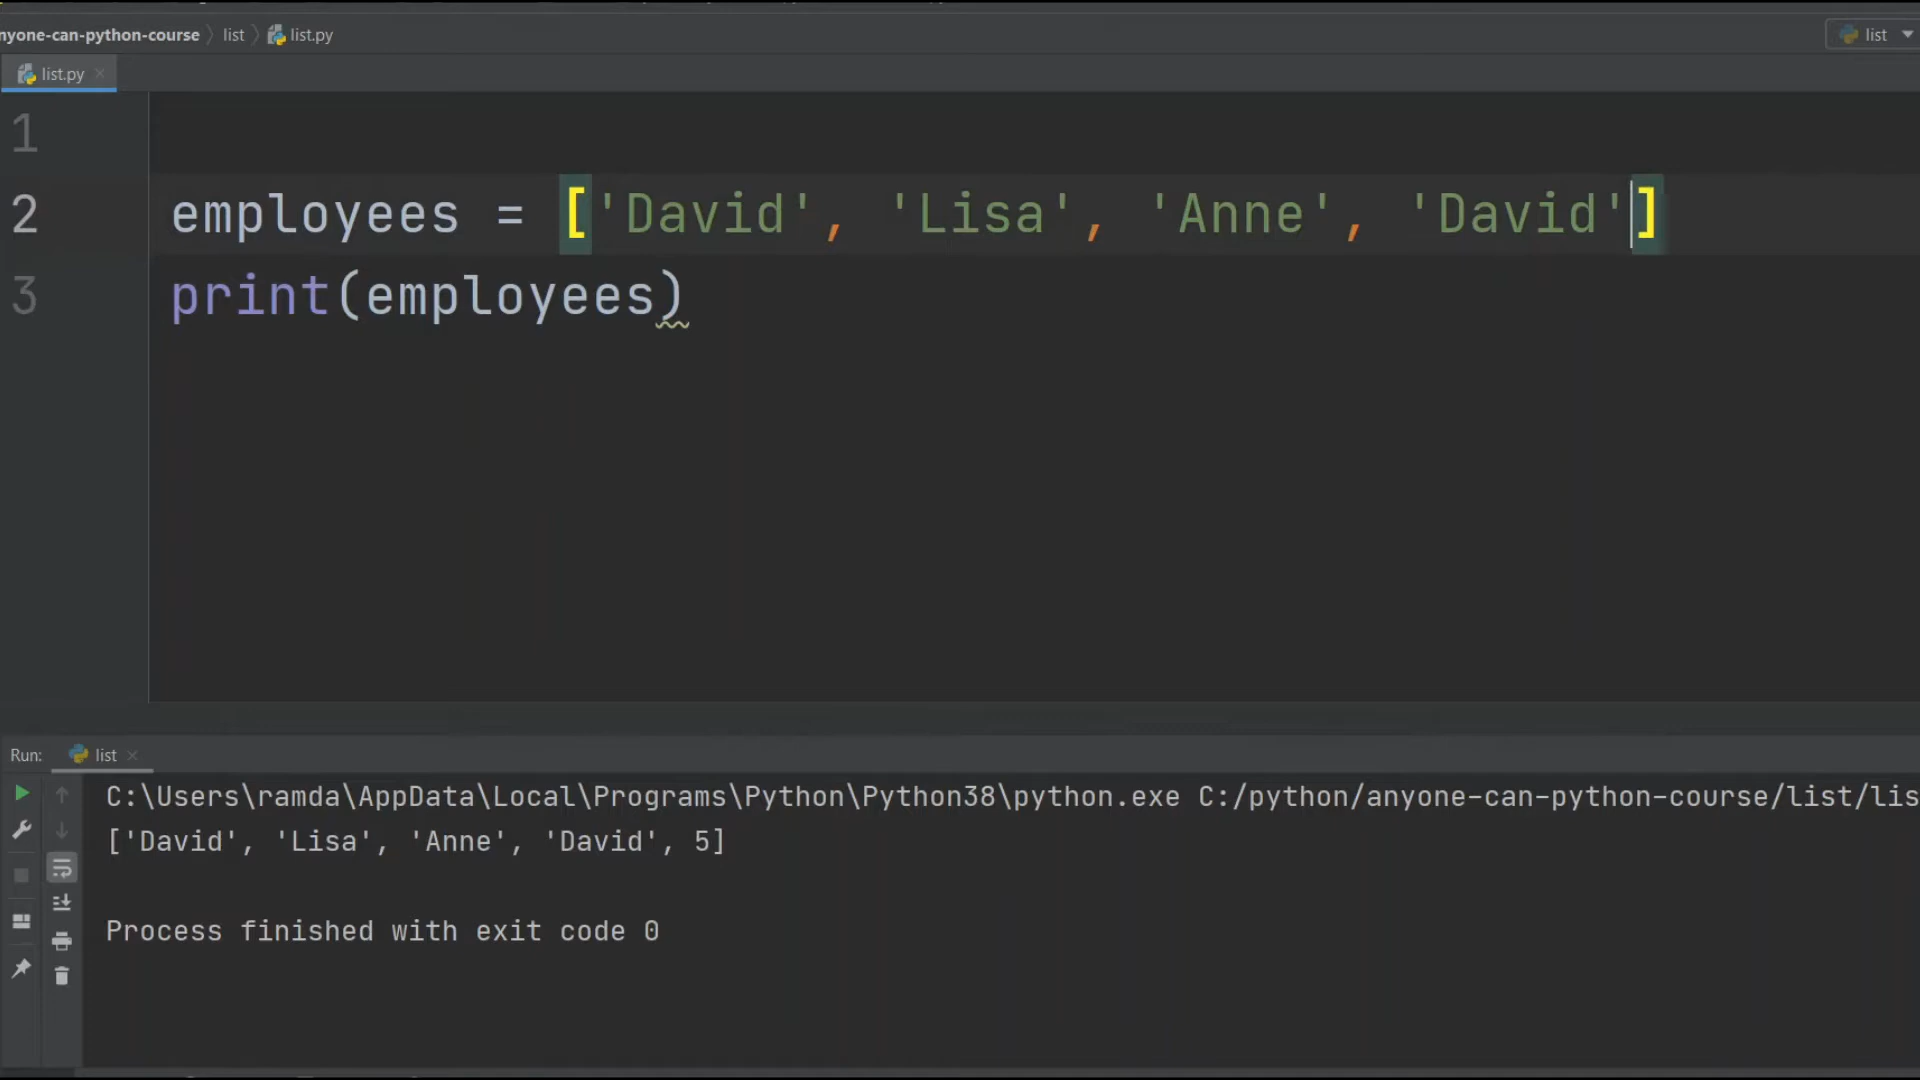 nyone-can-python-course list list.py list
list.py
1
2 employees = ['David', 'Lisa', 'Anne', 'David']
3 print(employees)
Run: list
C:\Users\ramda\AppData\Local\Programs\Python\Python38\python.exe C:/python/anyone-can-python-course/list/lis
['David', 'Lisa', 'Anne', 'David', 5]
Process finished with exit code 0